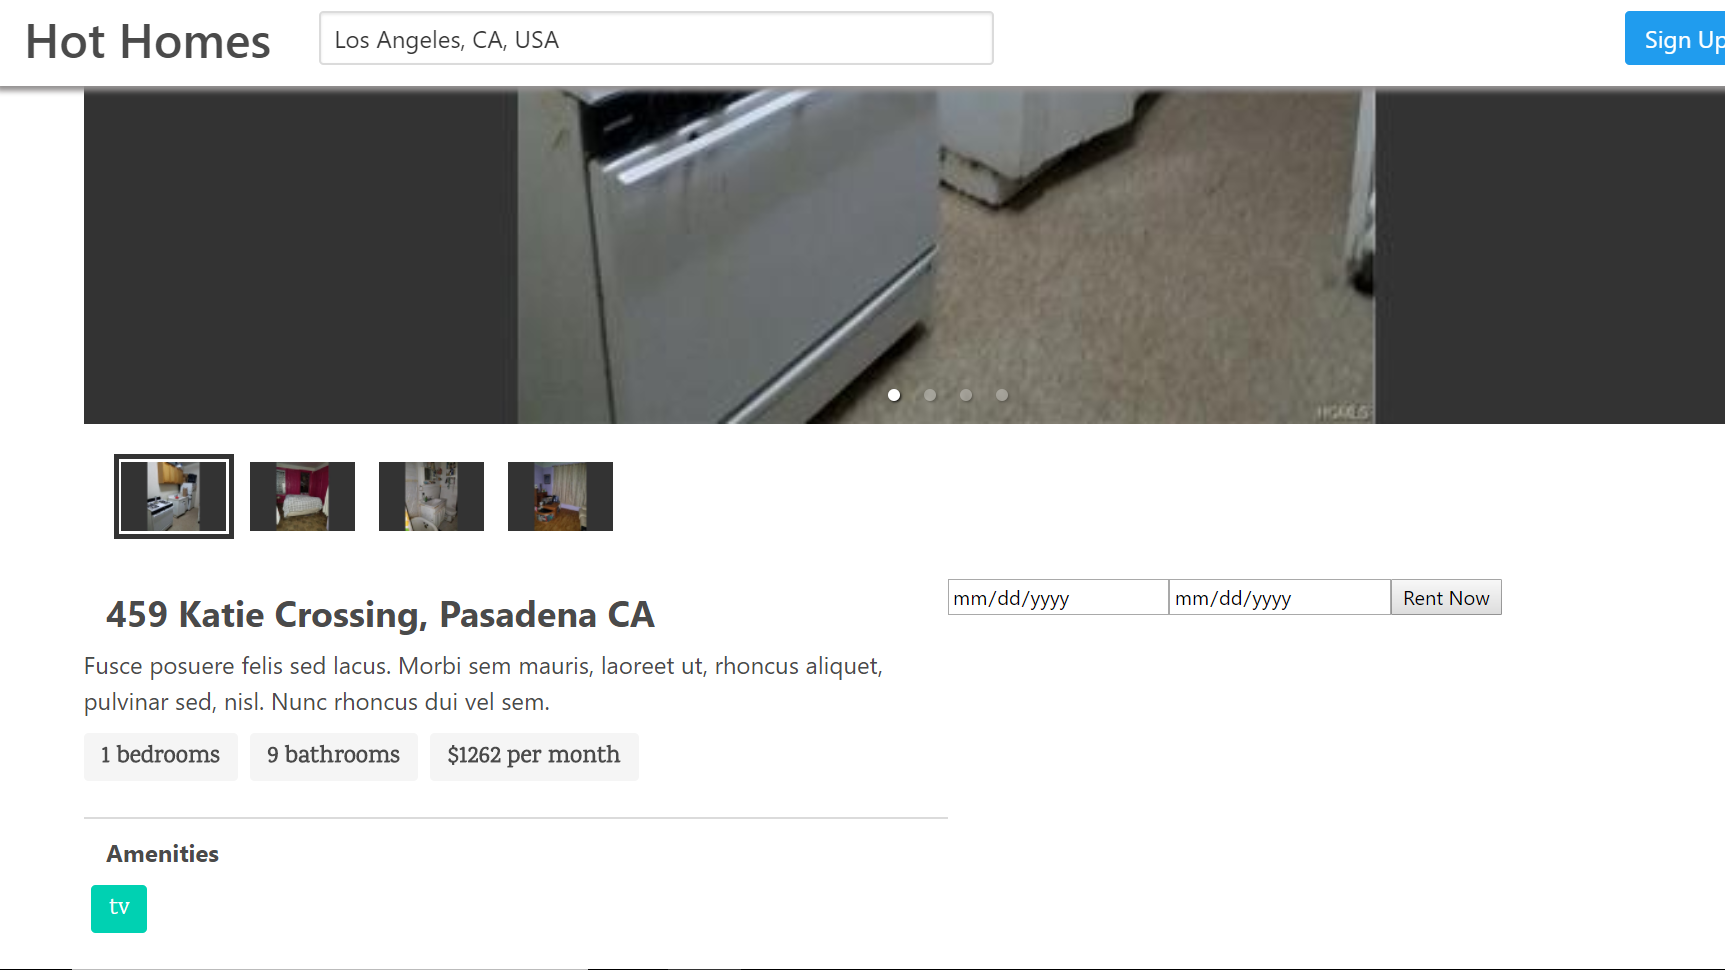 Hot Homes
Los Angeles, CA, USA
Sign Up
459 Katie Crossing, Pasadena CA
mm/dd/yyyy mm/dd/yyyy Rent Now
Fusce posuere felis sed lacus. Morbi sem mauris, laoreet ut, rhoncus aliquet,
pulvinar sed, nisl. Nunc rhoncus dui vel sem.
1 bedrooms 9 bathrooms $1262 per month
Amenities
tv